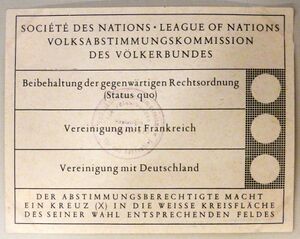 SOCIÉTÉ DES NATIONS · LEAGUE OF NATIONS
VOLKSABSTIMMUNGSKOMMISSION
DES VÖLKERBUNDES
Beibehaltung der gegenwärtigen Rechtsordnung
(Status quo)
Vereinigung mit Frankreich
Vereinigung mit Deutschland
DER ABSTIMMUNGSBERECHTIGTE MACHT
EIN KREUZ (X) IN DIE WEISSE KREISFLÄCHE
DES SEINER WAHL ENTSPRECHENDEN FELDES